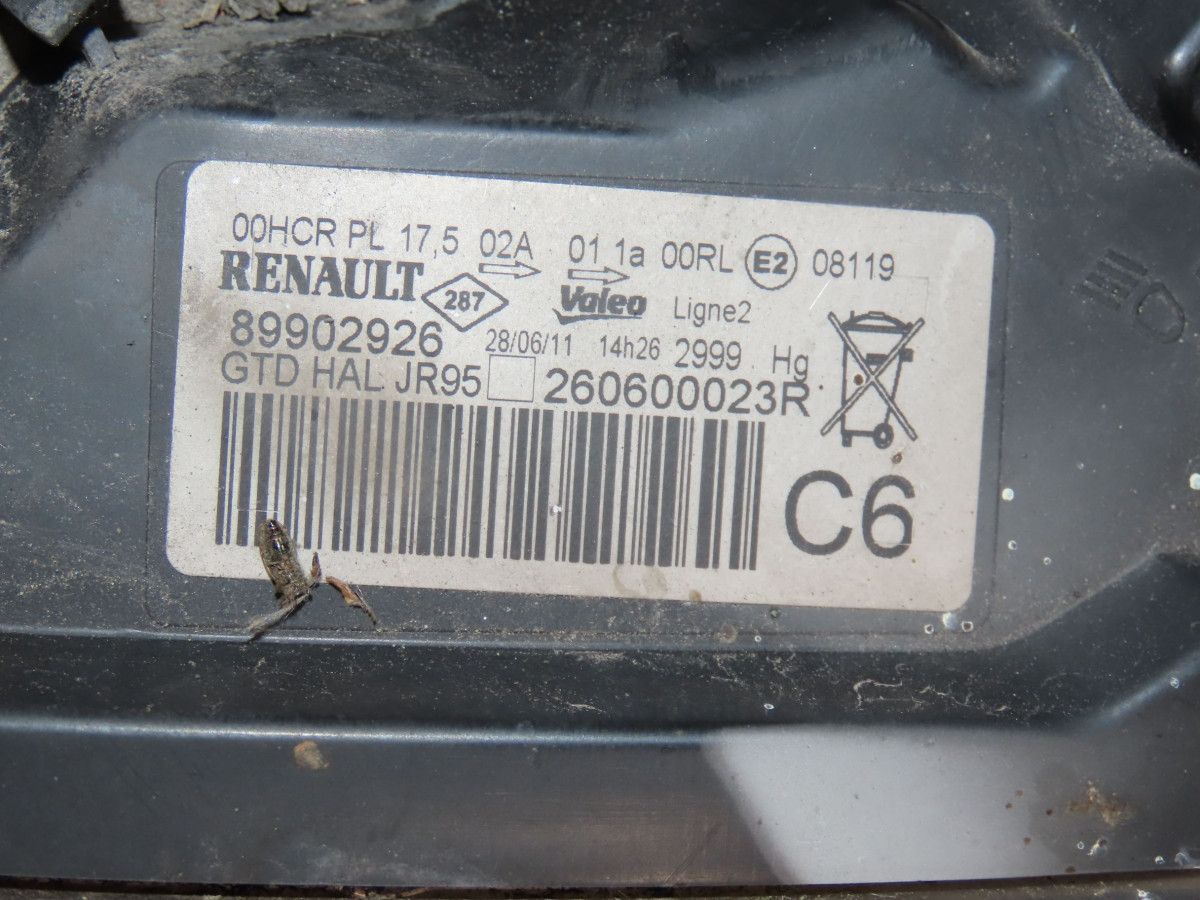 00HCR PL 17,5 02A 01 1a 00RL E2 08119
RENAULT 287 Valeo Ligne2
89902926 28/06/11 14h26 2999 Hg
GTD HAL JR95 260600023R
C6